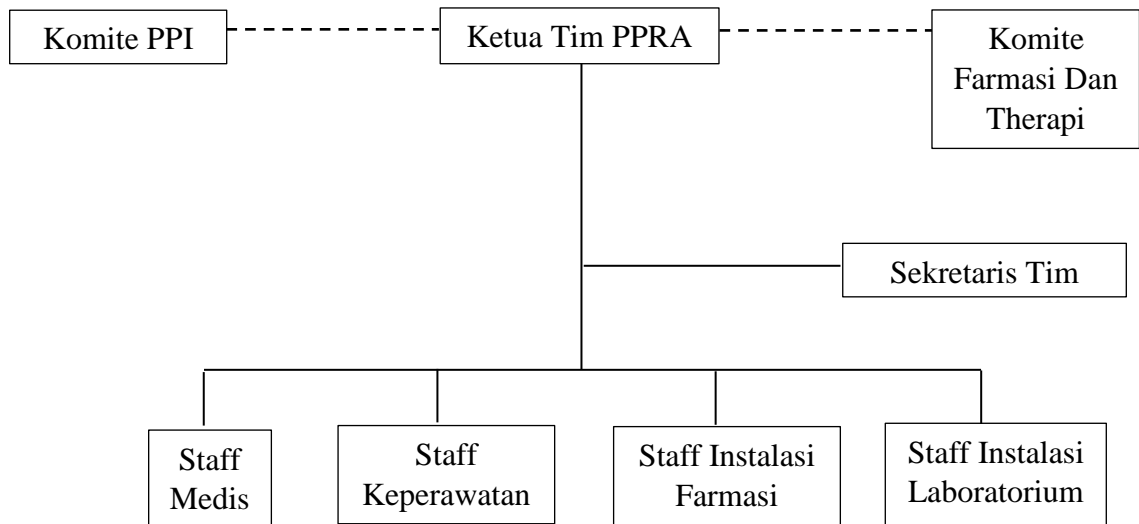 Komite PPI
Ketua Tim PPRA
Komite
Farmasi Dan
Therapi
Sekretaris Tim
Staff
Medis
Staff
Keperawatan
Staff Instalasi
Farmasi
Staff Instalasi
Laboratorium